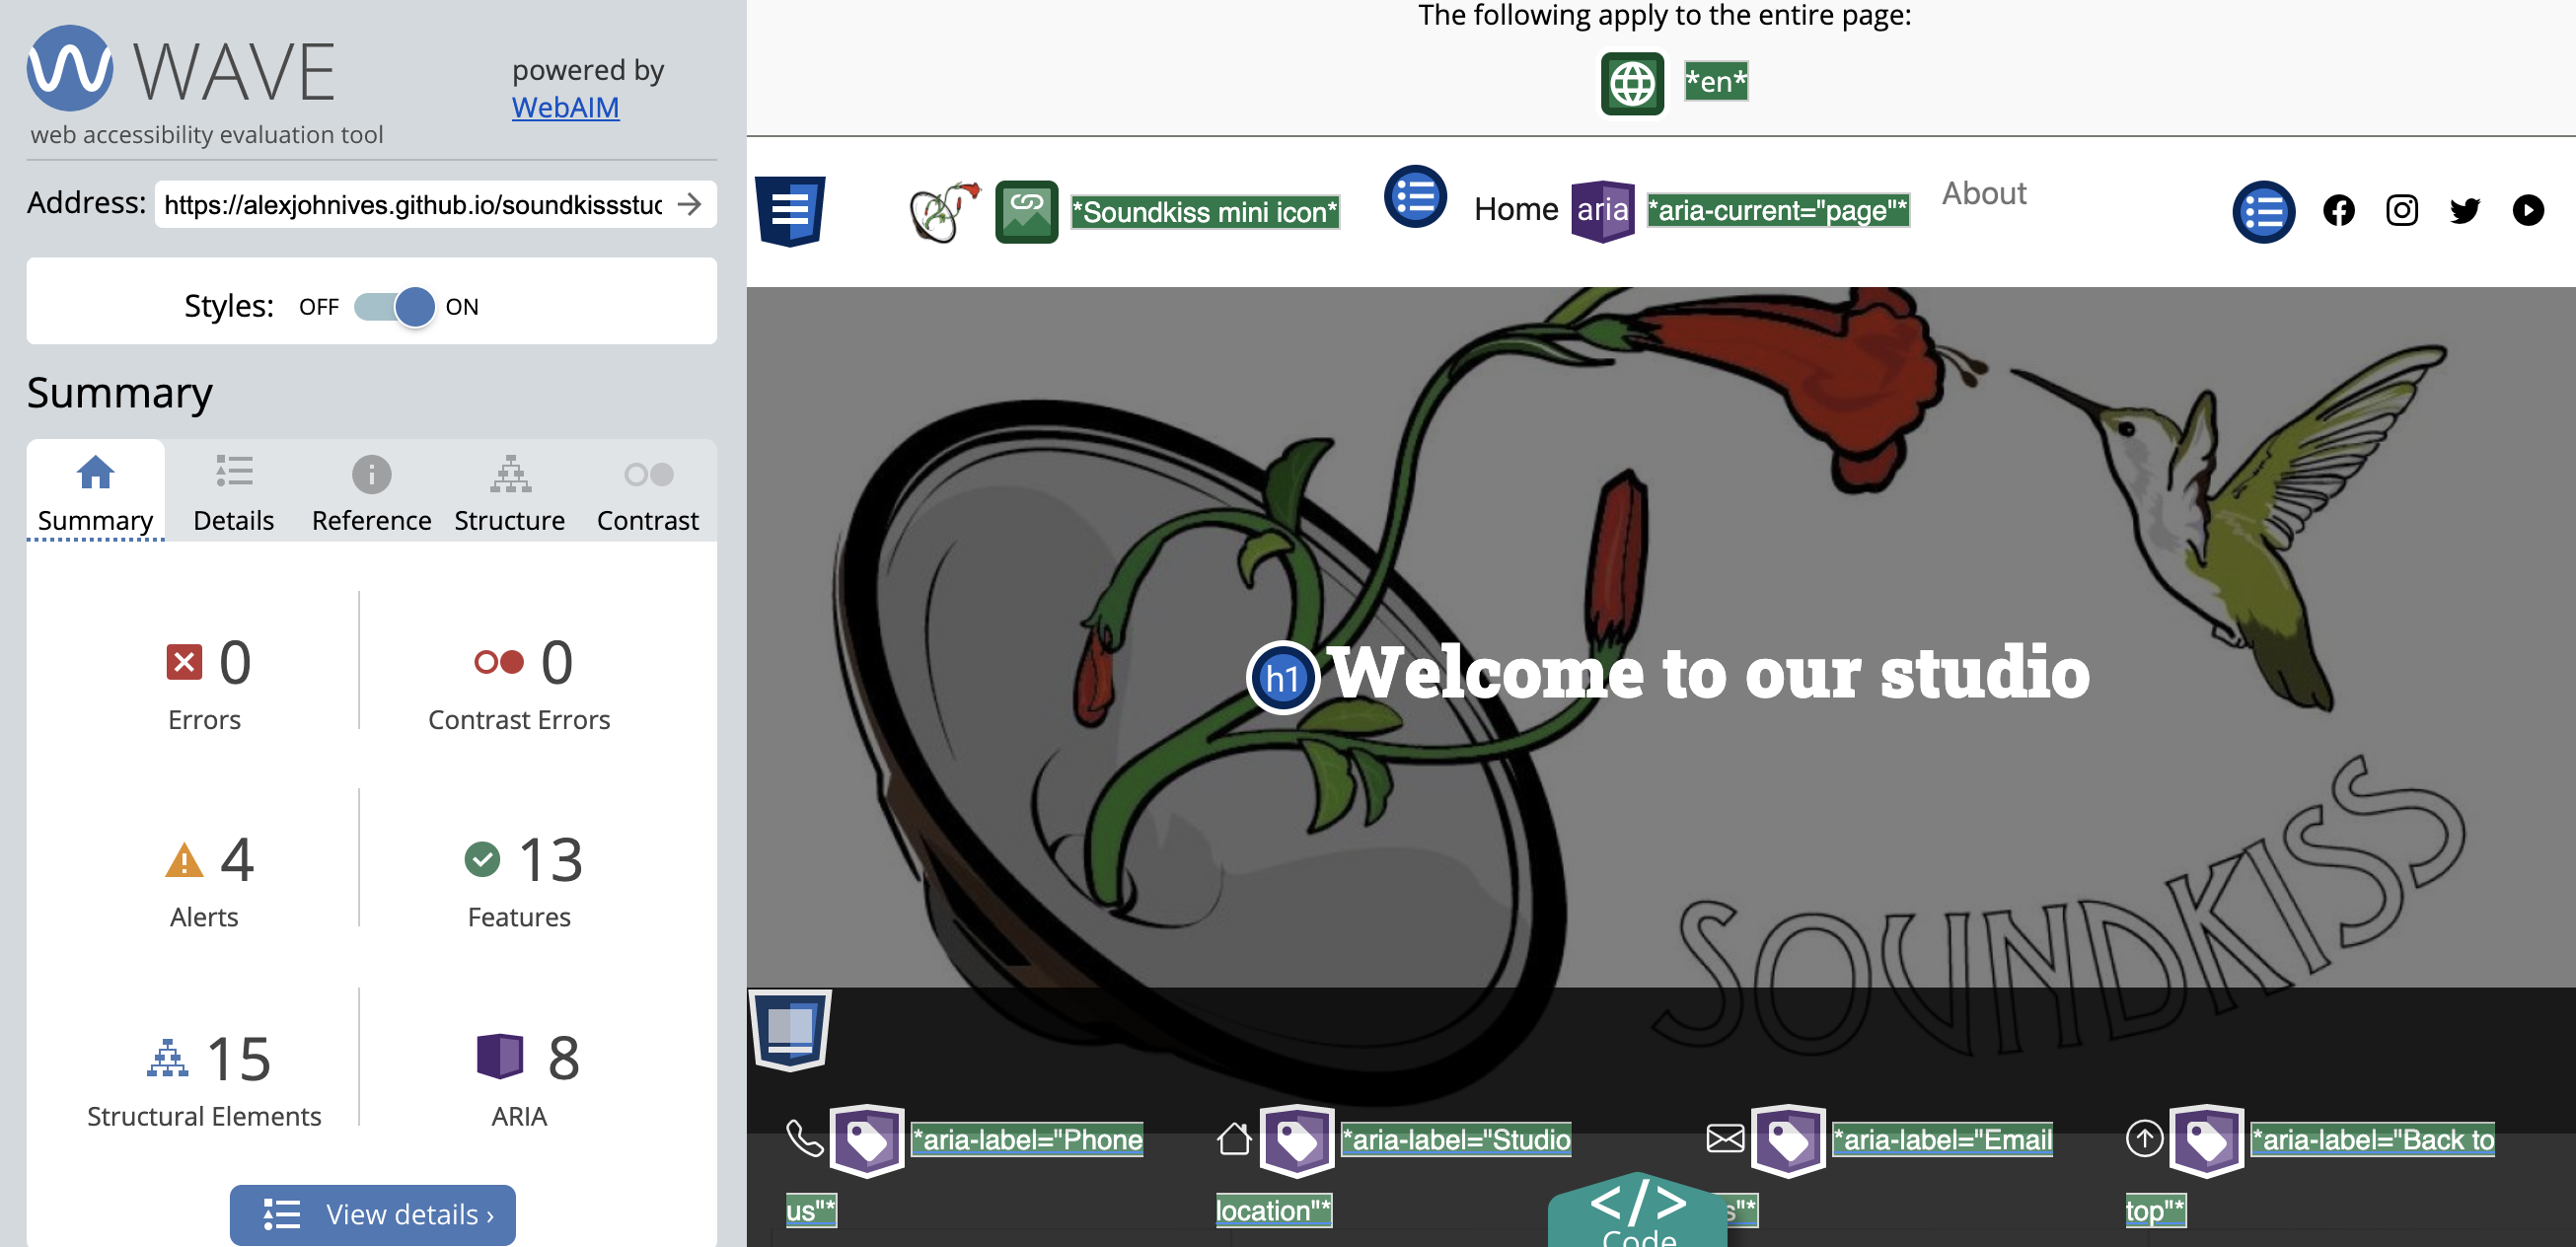 WAVE
powered by
WebAIM
web accessibility evaluation tool
Address: https://alexjohnives.github.io/soundkissstud
Styles: OFF ON
Summary
Summary Details Reference Structure Contrast
0 Errors
0 Contrast Errors
4 Alerts
13 Features
15 Structural Elements
8 ARIA
View details ›
The following apply to the entire page:
*en*
*Soundkiss mini icon*
Home aria *aria-current="page"* About
h1 Welcome to our studio
SOUNDKISS
*aria-label="Phone
us"*
*aria-label="Studio
location"*
*aria-label="Email
s"*
*aria-label="Back to
top"*
</>
Code